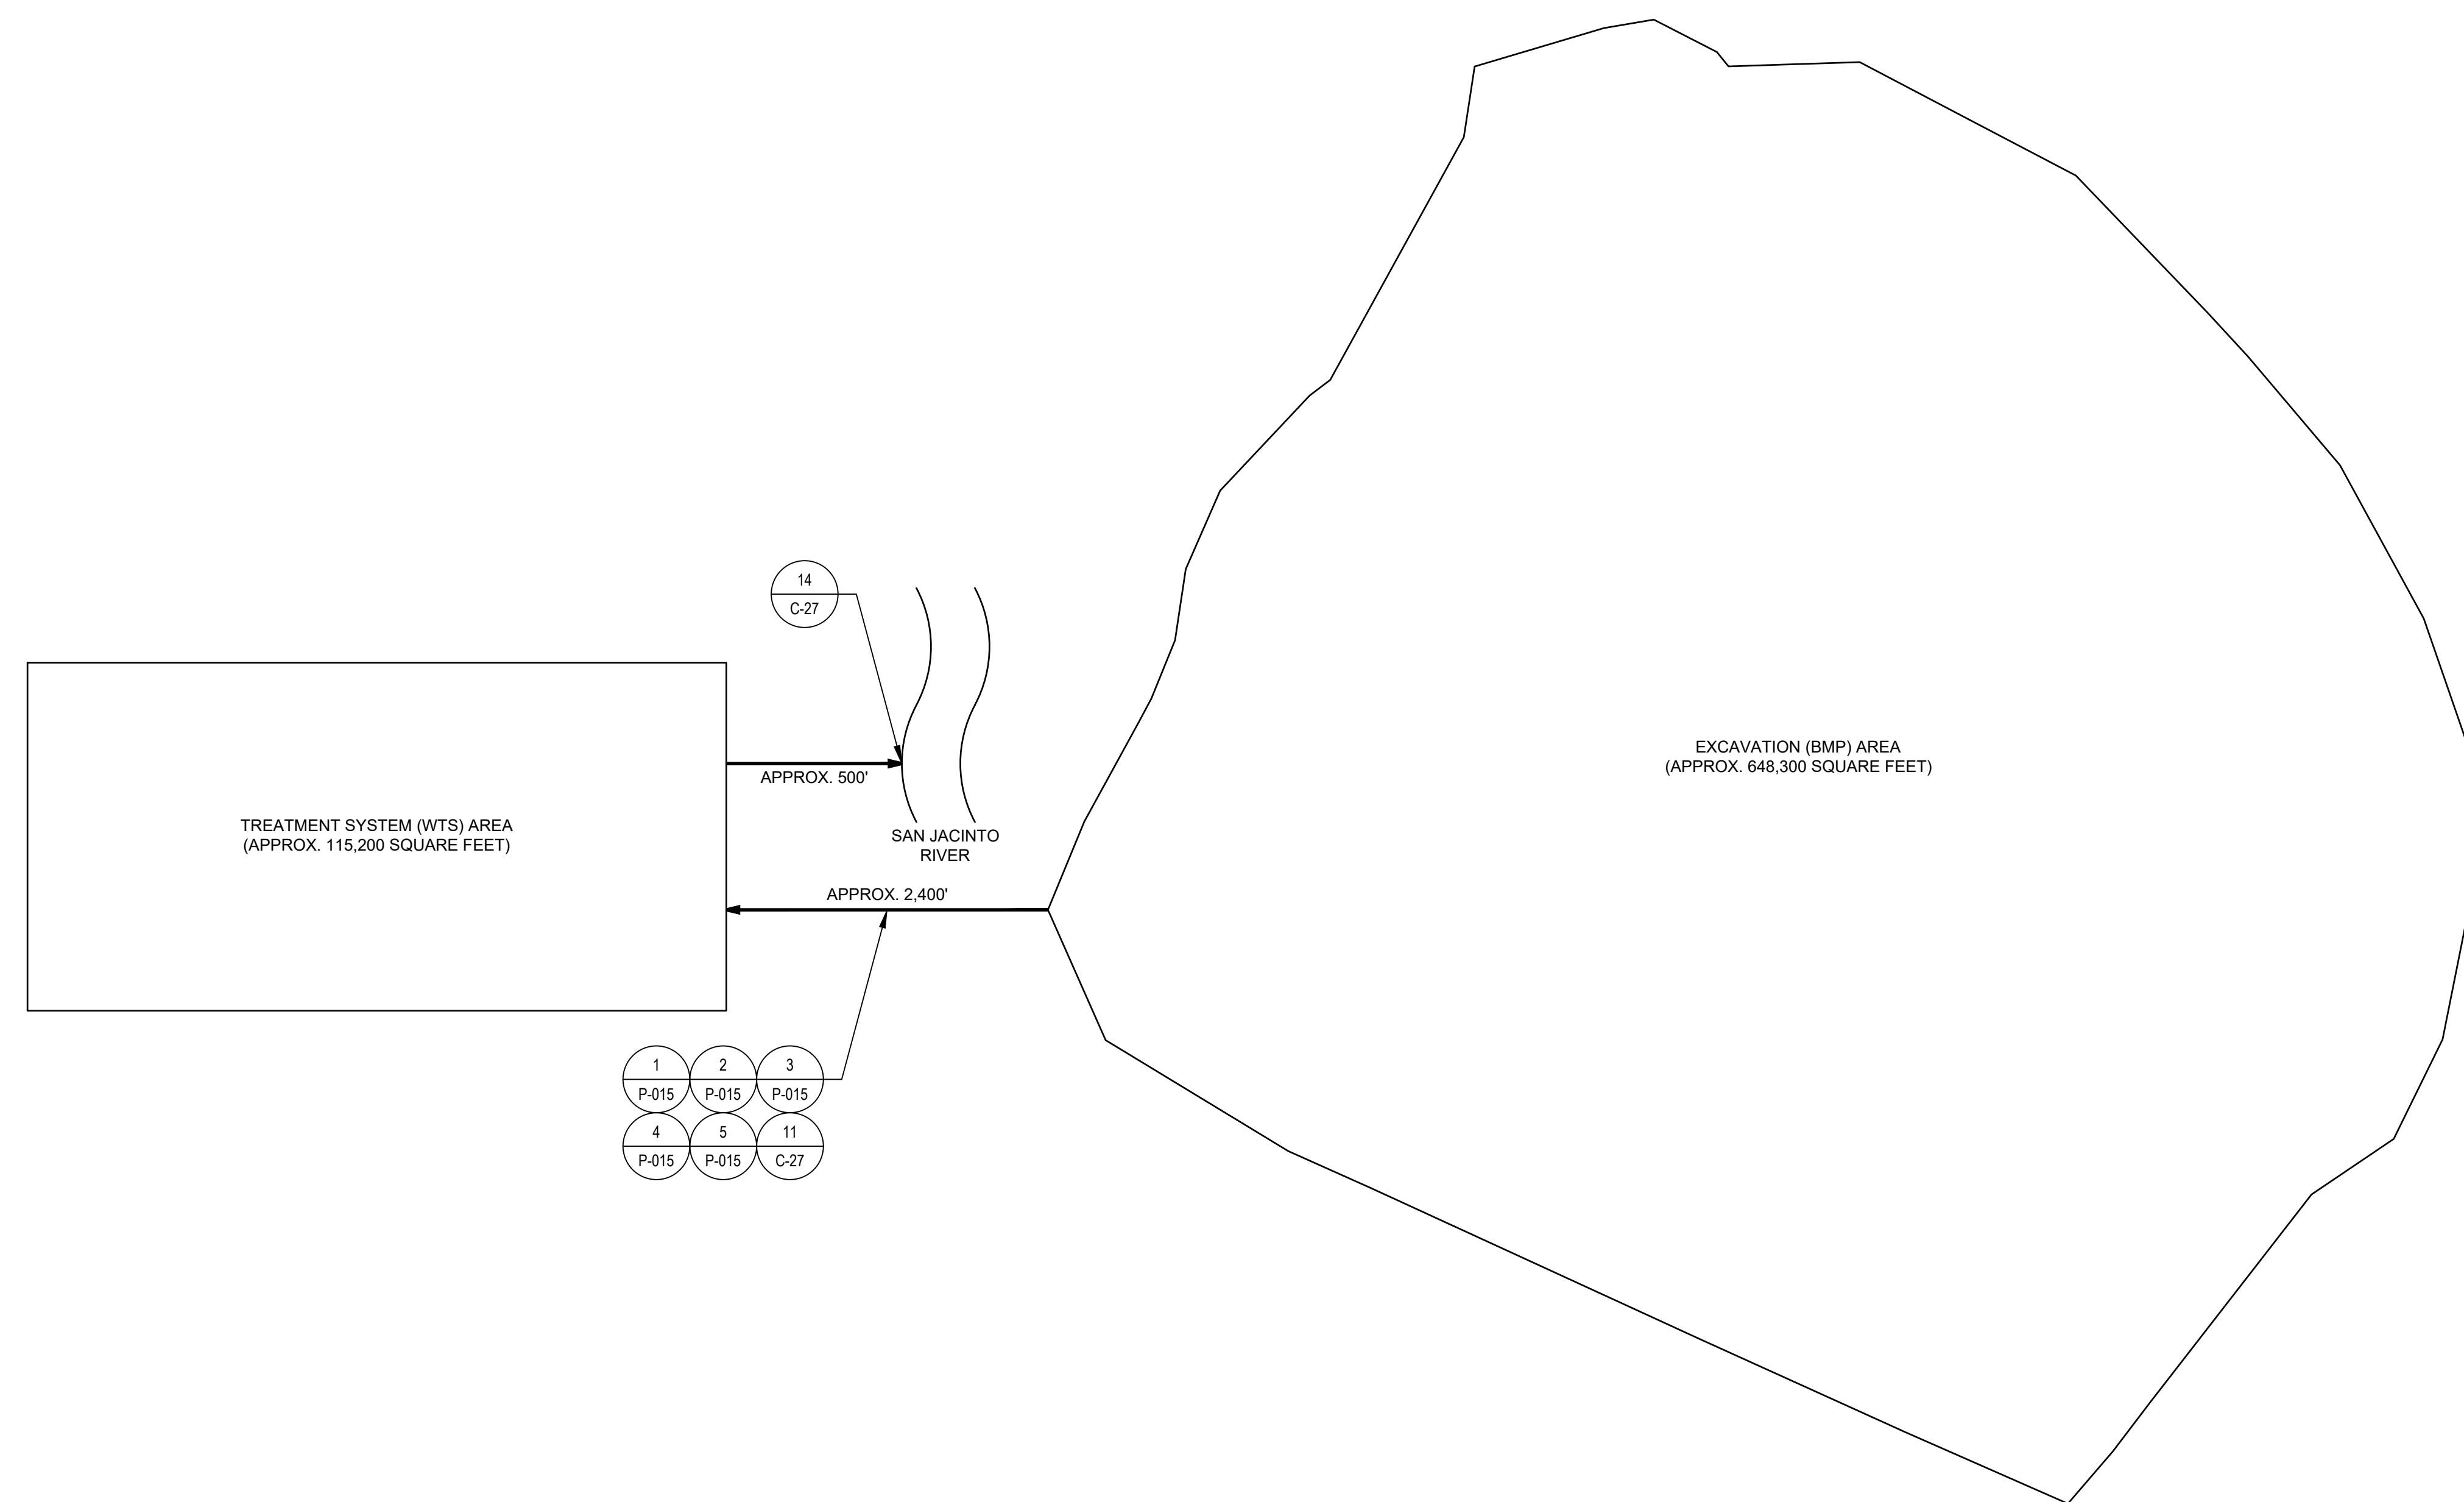 14
C-27
EXCAVATION (BMP) AREA
(APPROX. 648,300 SQUARE FEET)
APPROX. 500'
TREATMENT SYSTEM (WTS) AREA
(APPROX. 115,200 SQUARE FEET)
SAN JACINTO
RIVER
APPROX. 2,400'
1
P-015
2
P-015
3
P-015
4
P-015
5
P-015
11
C-27